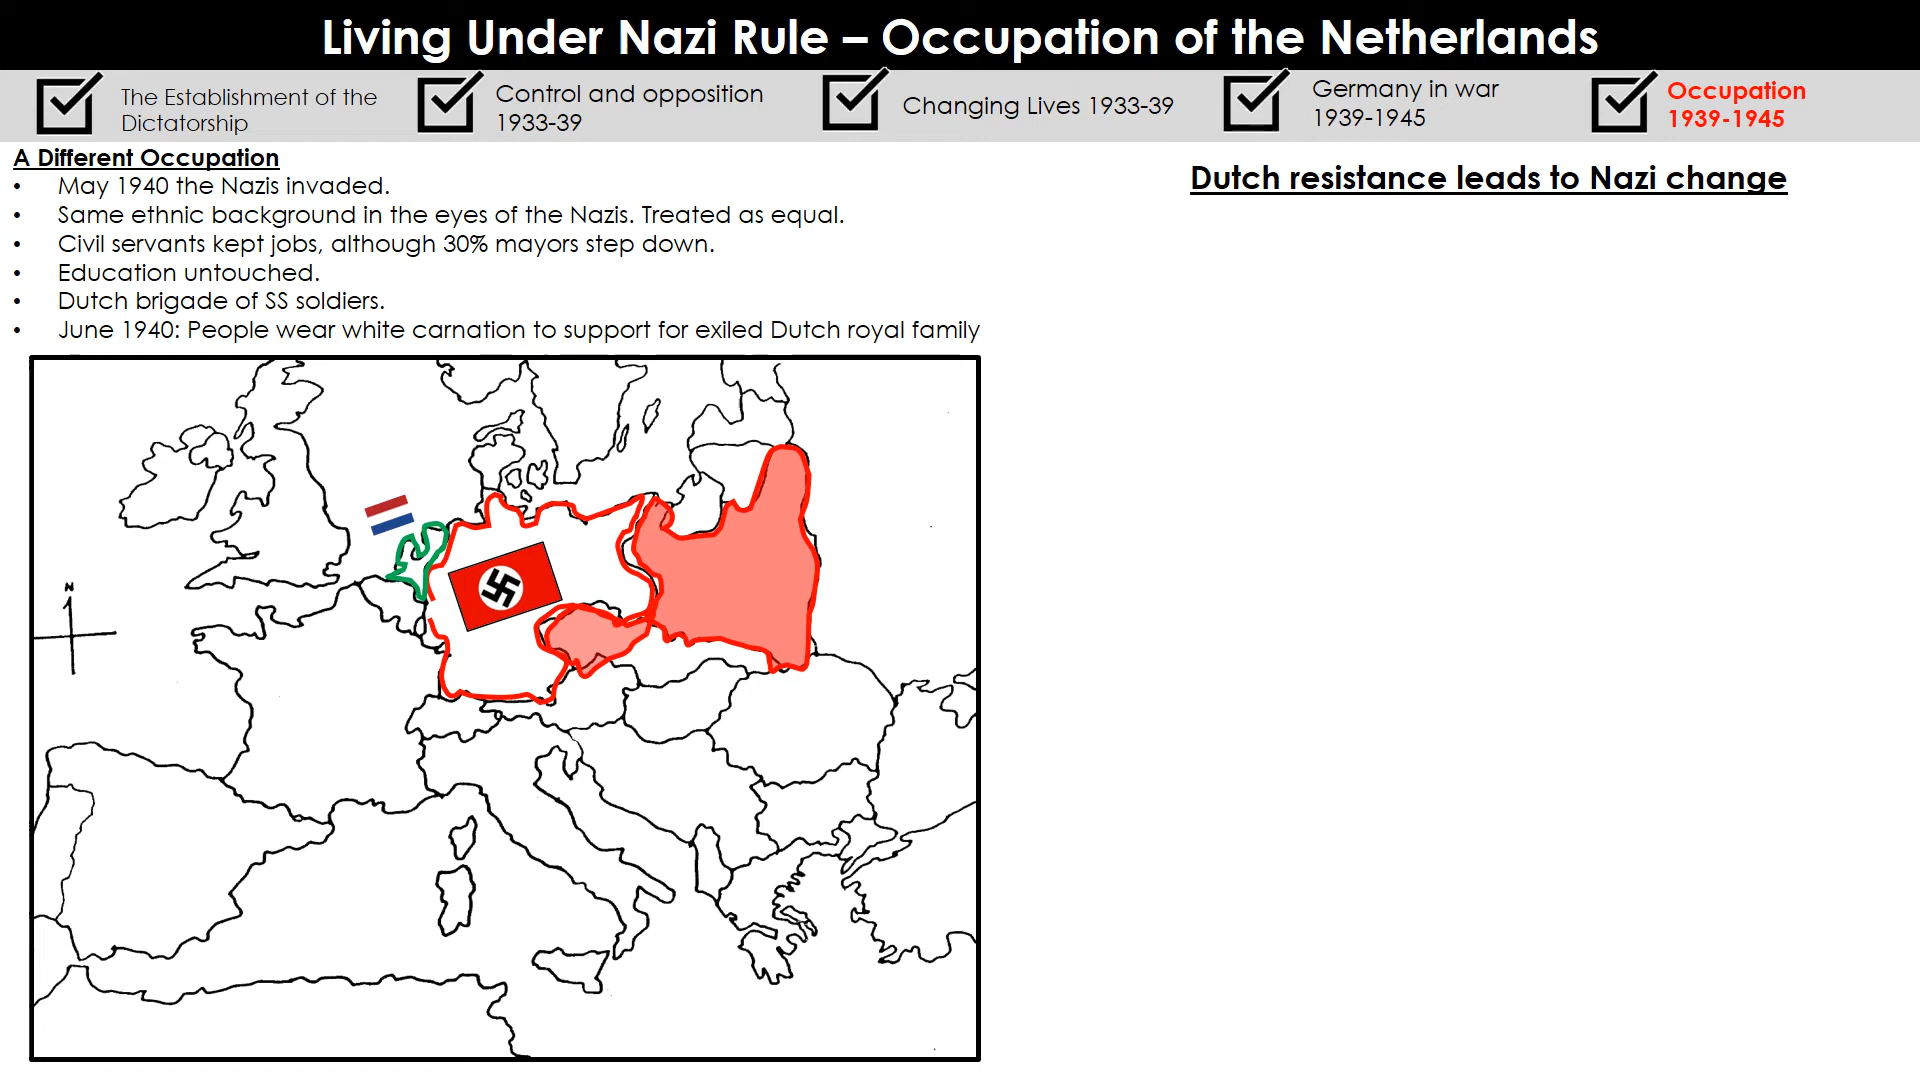 Living Under Nazi Rule – Occupation of the Netherlands
The Establishment of the
Dictatorship
Control and opposition
1933-39
Changing Lives 1933-39
Germany in war
1939-1945
Occupation
1939-1945
A Different Occupation
• May 1940 the Nazis invaded.
• Same ethnic background in the eyes of the Nazis. Treated as equal.
• Civil servants kept jobs, although 30% mayors step down.
• Education untouched.
• Dutch brigade of SS soldiers.
• June 1940: People wear white carnation to support for exiled Dutch royal family
N
Dutch resistance leads to Nazi change